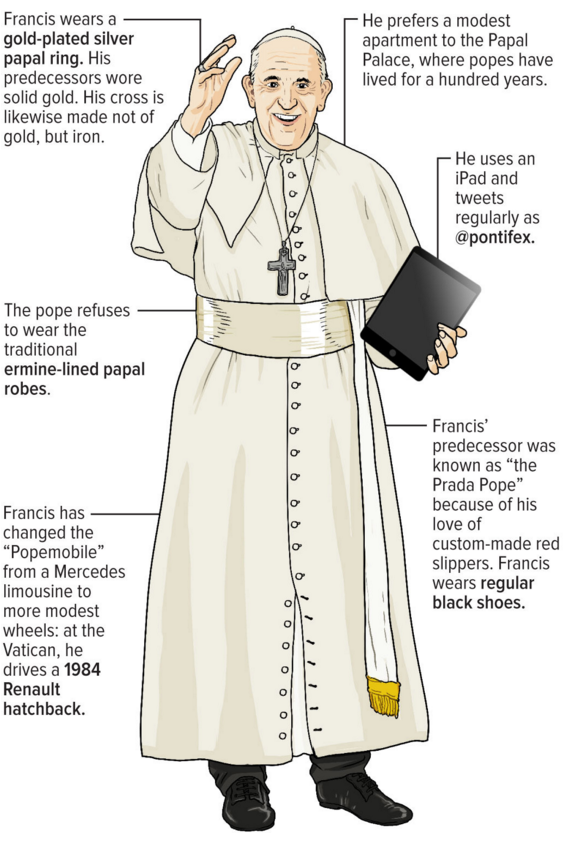 Francis wears a
gold-plated silver
papal ring. His
predecessors wore
solid gold. His cross is
likewise made not of
gold, but iron.
He prefers a modest
apartment to the Papal
Palace, where popes have
lived for a hundred years.
He uses an
iPad and
tweets
regularly as
@pontifex.
The pope refuses
to wear the
traditional
ermine-lined papal
robes.
Francis’
predecessor was
known as “the
Prada Pope”
because of his
love of
custom-made red
slippers. Francis
wears regular
black shoes.
Francis has
changed the
“Popemobile”
from a Mercedes
limousine to
more modest
wheels: at the
Vatican, he
drives a 1984
Renault
hatchback.